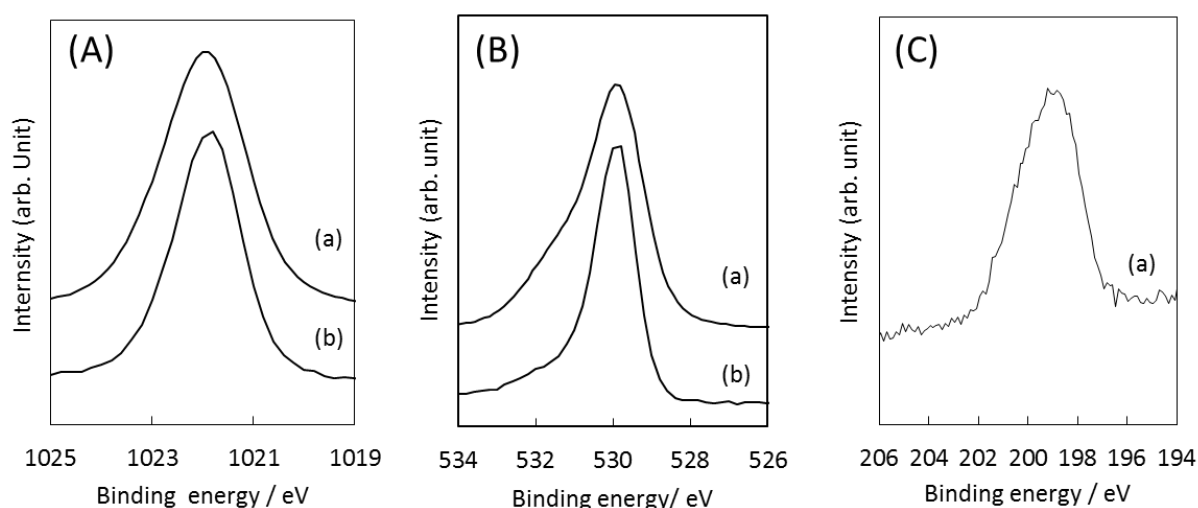 (A)
Intensity (arb. Unit)
(a)
(b)
1025 1023 1021 1019
Binding energy / eV
(B)
Intensity (arb. unit)
(a)
(b)
534 532 530 528 526
Binding energy/ eV
(C)
Intensity (arb. unit)
(a)
206 204 202 200 198 196 194
Binding energy / eV